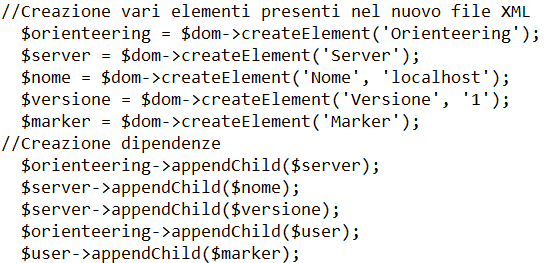 //Creazione vari elementi presenti nel nuovo file XML
$orienteering = $dom->createElement('Orienteering');
$server = $dom->createElement('Server');
$nome = $dom->createElement('Nome', 'localhost');
$versione = $dom->createElement('Versione', '1');
$marker = $dom->createElement('Marker');
//Creazione dipendenze
$orienteering->appendChild($server);
$server->appendChild($nome);
$server->appendChild($versione);
$orienteering->appendChild($user);
$user->appendChild($marker);